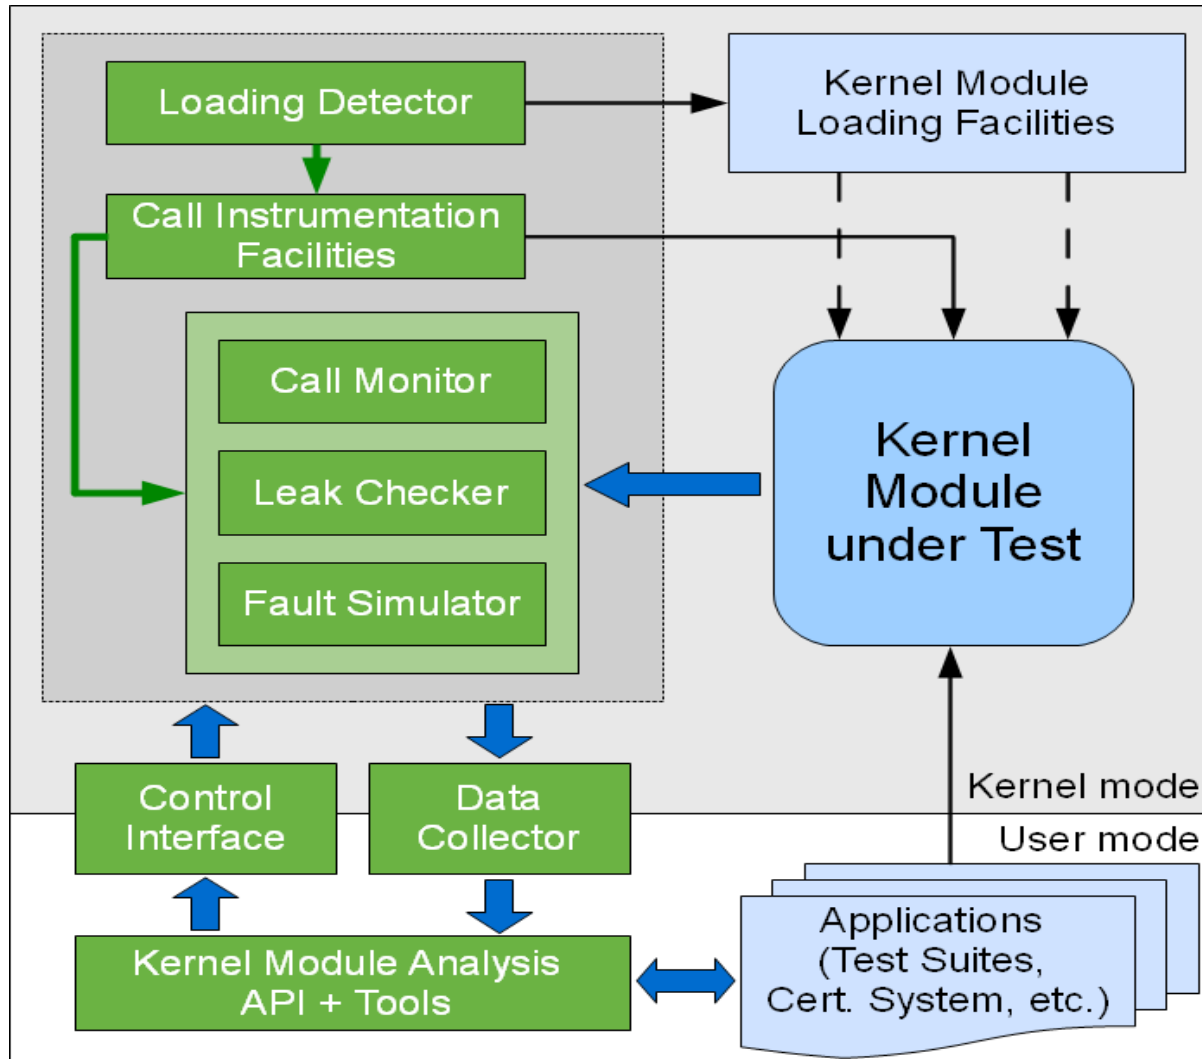 Loading Detector
Kernel Module
Loading Facilities
Call Instrumentation
Facilities
Call Monitor
Leak Checker
Fault Simulator
Kernel
Module
under Test
Control
Interface
Data
Collector
Kernel mode
User mode
Kernel Module Analysis
API + Tools
Applications
(Test Suites,
Cert. System, etc.)